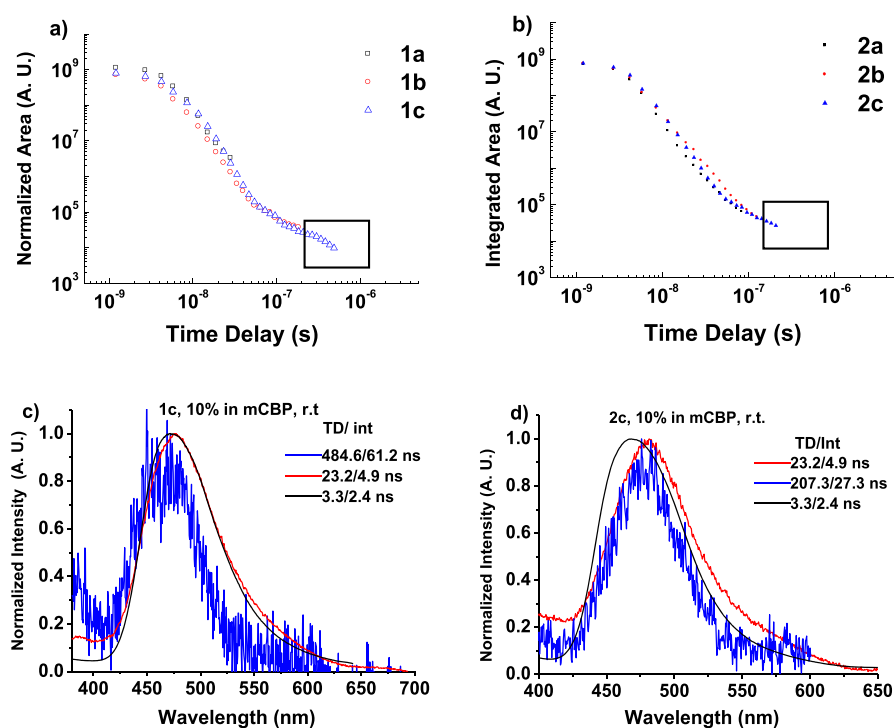 a)
1a
1b
1c
Normalized Area (A. U.)
10^9
10^7
10^5
10^3
10^-9
10^-8
10^-7
10^-6
Time Delay (s)
b)
2a
2b
2c
Integrated Area (A. U.)
10^9
10^7
10^5
10^3
10^-9
10^-8
10^-7
10^-6
Time Delay (s)
c)
1c, 10% in mCBP, r.t
TD/ int
484.6/61.2 ns
23.2/4.9 ns
3.3/2.4 ns
Normalized Intensity (A. U.)
1.0
0.8
0.6
0.4
0.2
0.0
400
450
500
550
600
650
700
Wavelength (nm)
d)
2c, 10% in mCBP, r.t.
TD/Int
23.2/4.9 ns
207.3/27.3 ns
3.3/2.4 ns
Normalized Intensity (A. U.)
1.0
0.8
0.6
0.4
0.2
0.0
400
450
500
550
600
650
Wavelength (nm)